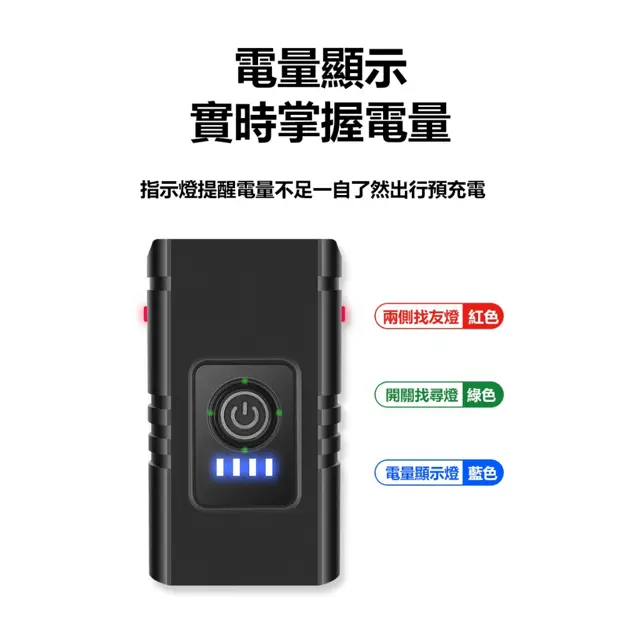 電量顯示
實時掌握電量
指示燈提醒電量不足一自了然出行預充電
兩側找友燈 紅色
開關找尋燈 綠色
電量顯示燈 藍色